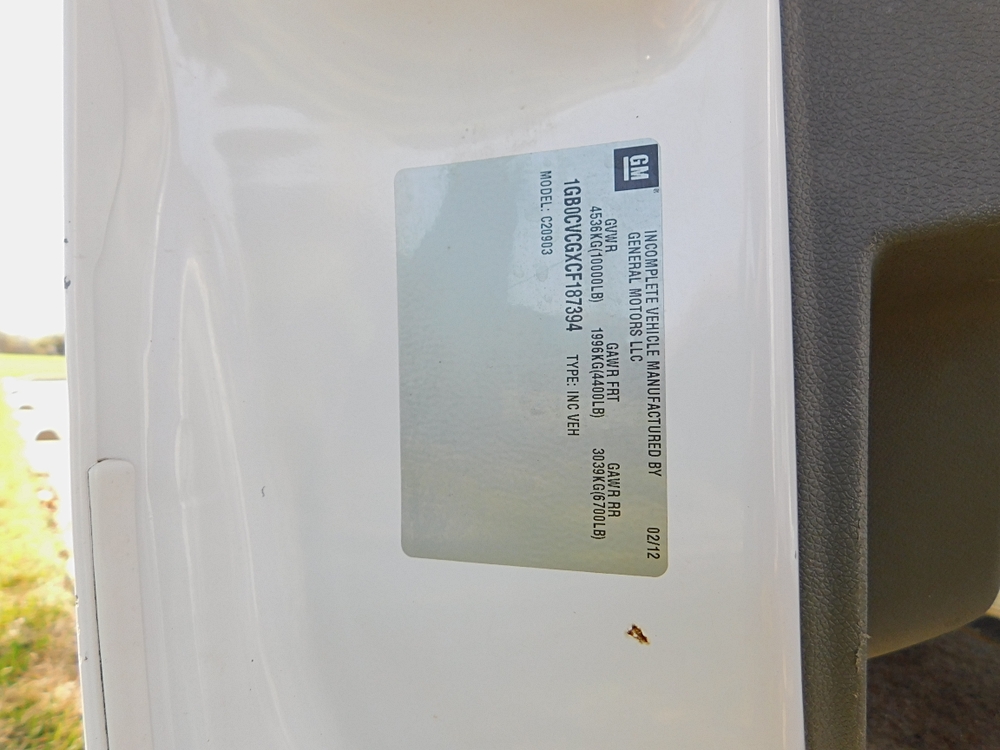 GM
INCOMPLETE VEHICLE MANUFACTURED BY 02/12
GENERAL MOTORS LLC
GVWR GAWR FRT GAWR RR
4536KG(10000LB) 1996KG(4400LB) 3039KG(6700LB)
1GB0CVCGXCF187394 TYPE: INC VEH
MODEL: C20903